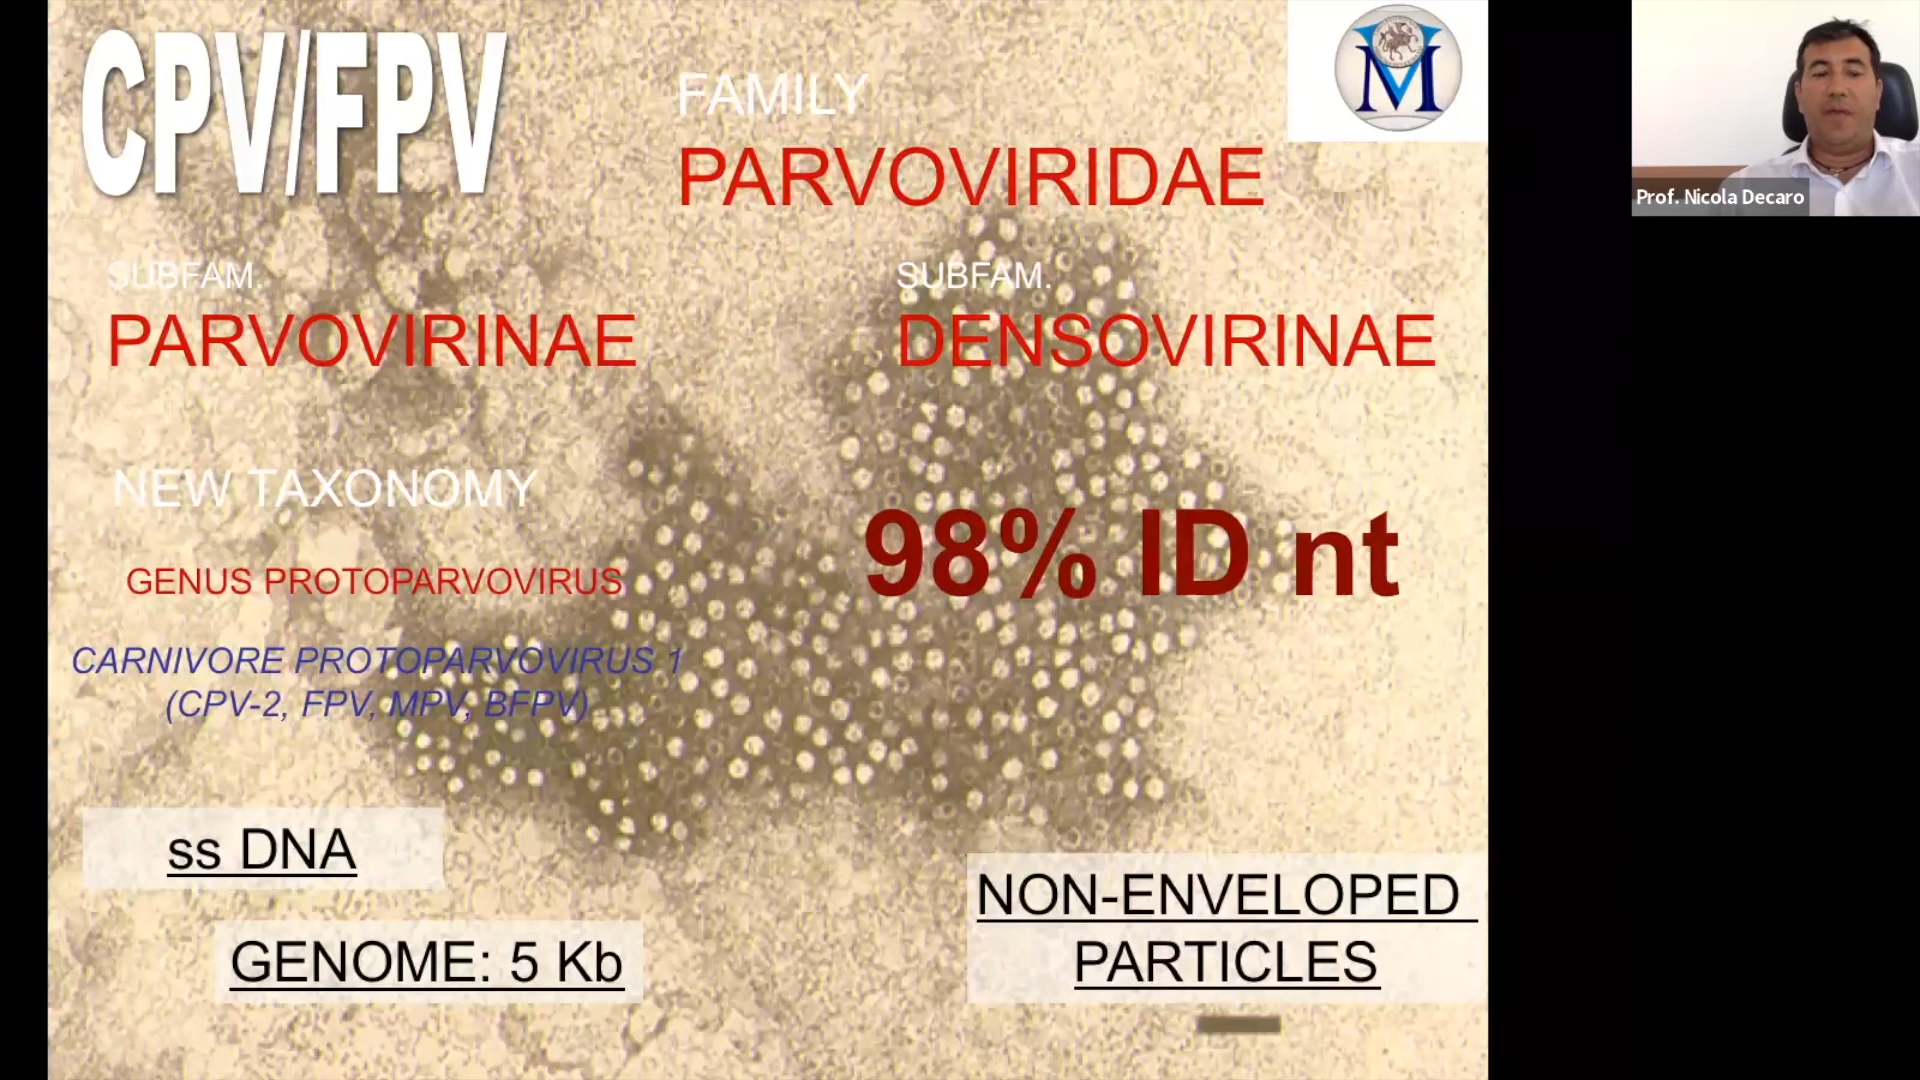 CPV/FPV
FAMILY
PARVOVIRIDAE
SUBFAM.
PARVOVIRINAE
SUBFAM.
DENSOVIRINAE
NEW TAXONOMY
GENUS PROTOPARVOVIRUS
CARNIVORE PROTOPARVOVIRUS 1
(CPV-2, FPV, MPV, BFPV)
98% ID nt
ss DNA
GENOME: 5 Kb
NON-ENVELOPED
PARTICLES
MV
Prof. Nicola Decaro